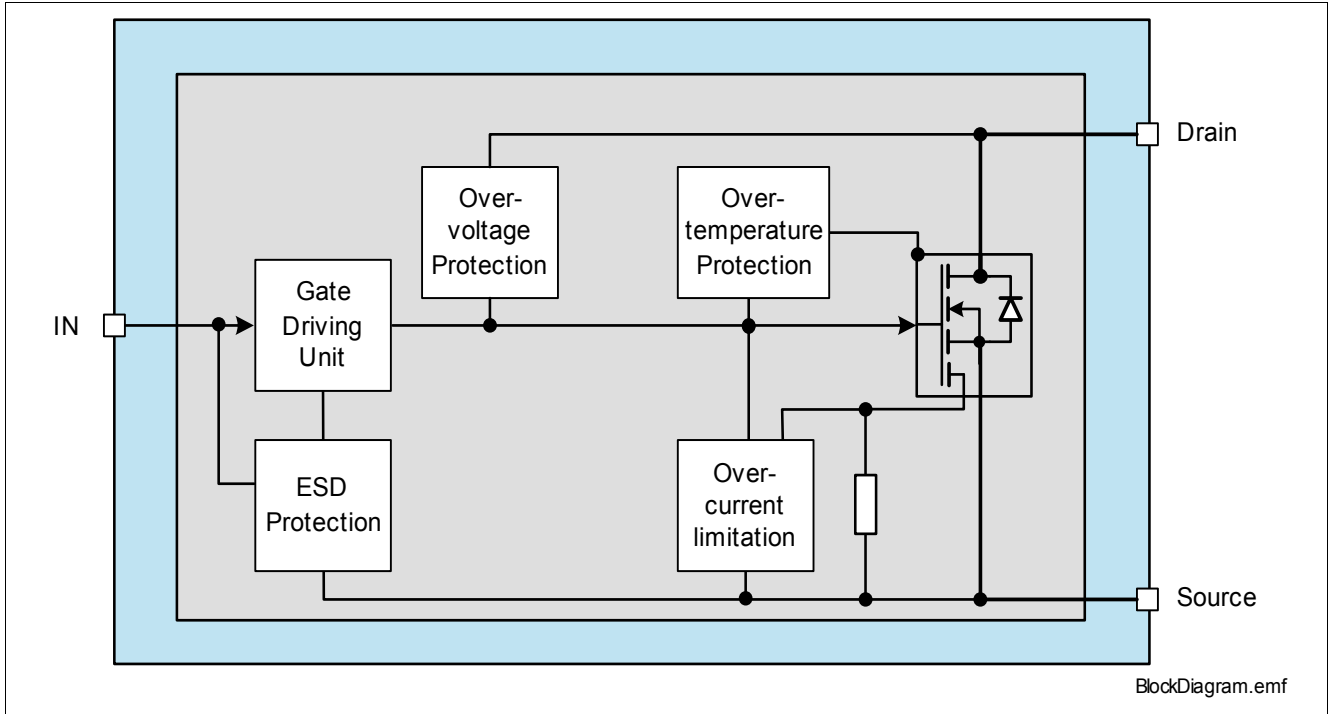 Drain
Over-
voltage
Protection
Over-
temperature
Protection
IN
Gate
Driving
Unit
ESD
Protection
Over-
current
limitation
Source
BlockDiagram.emf